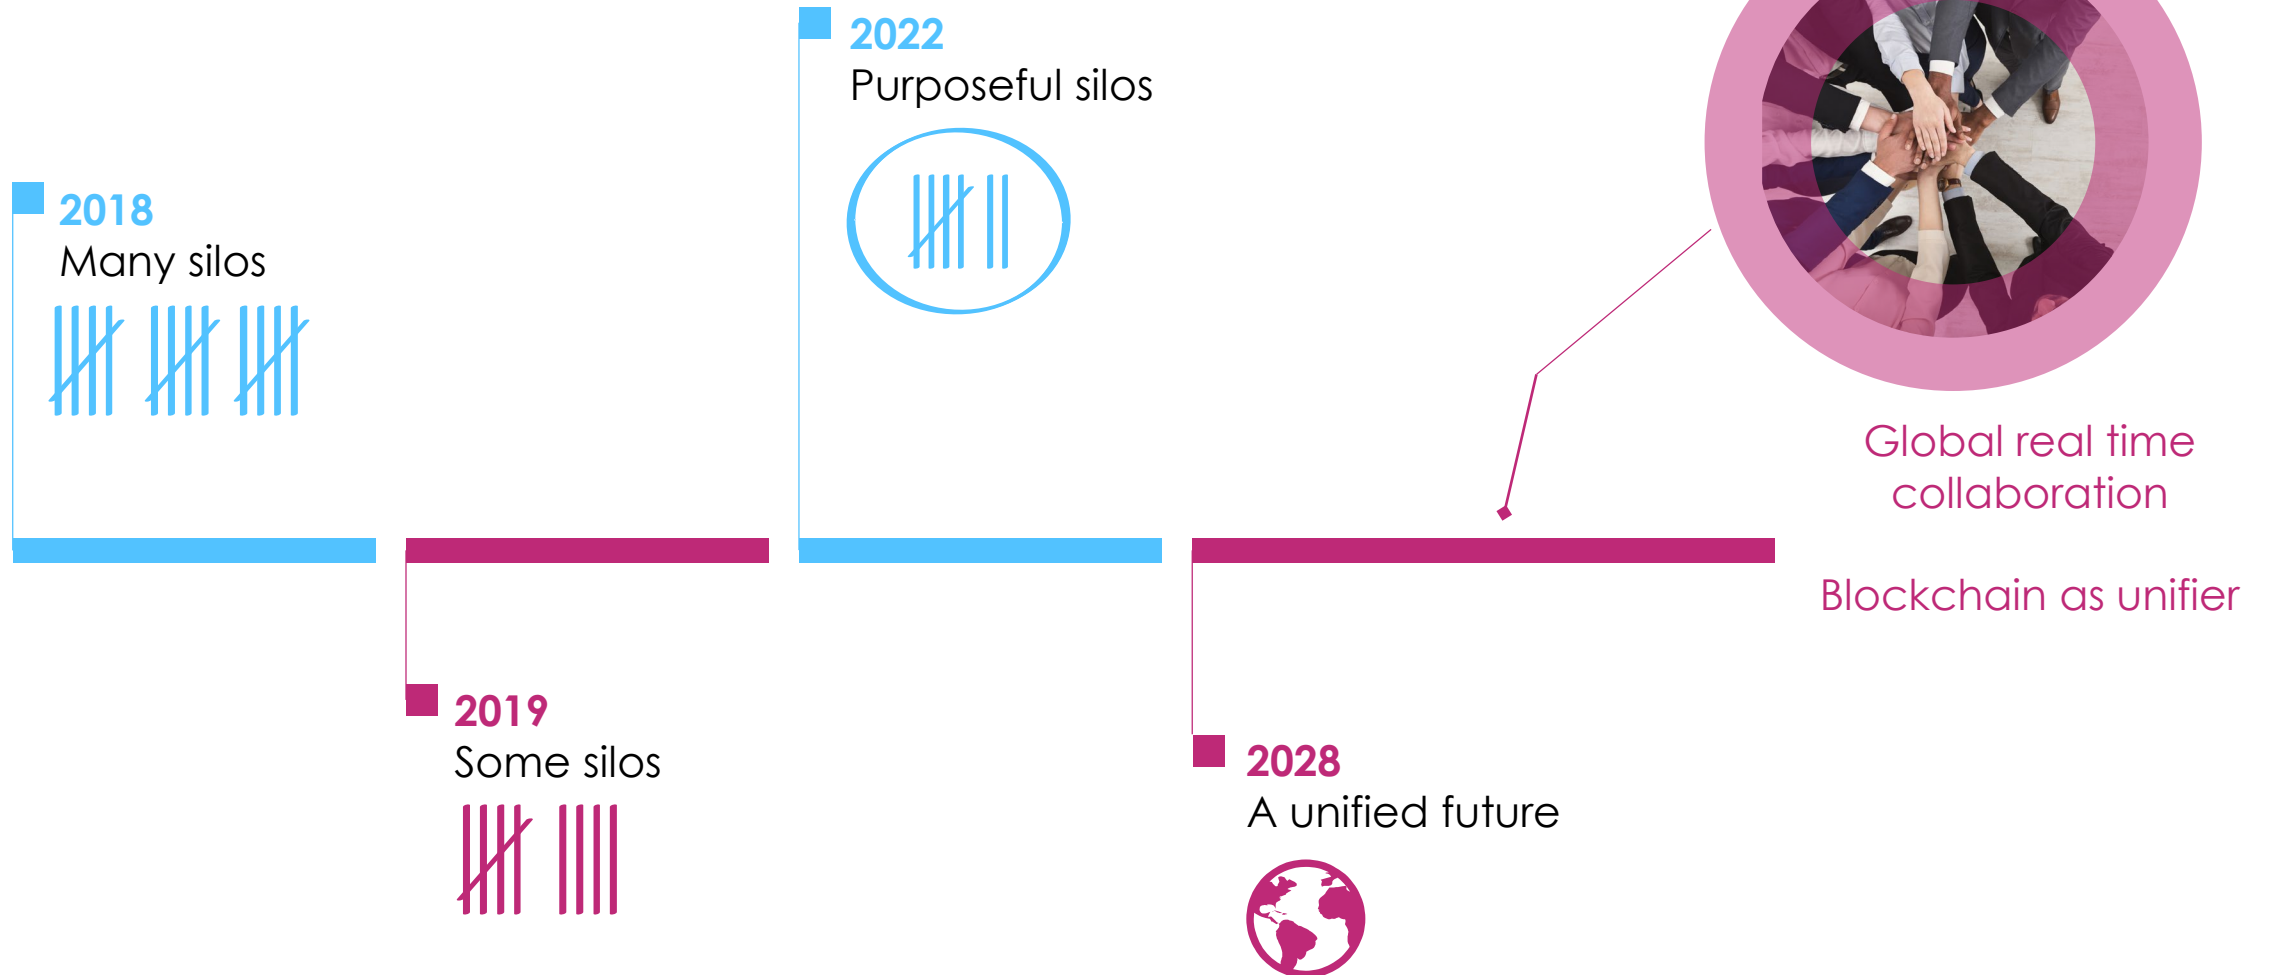 2018
Many silos
2019
Some silos
2022
Purposeful silos
2028
A unified future
Global real time
collaboration
Blockchain as unifier